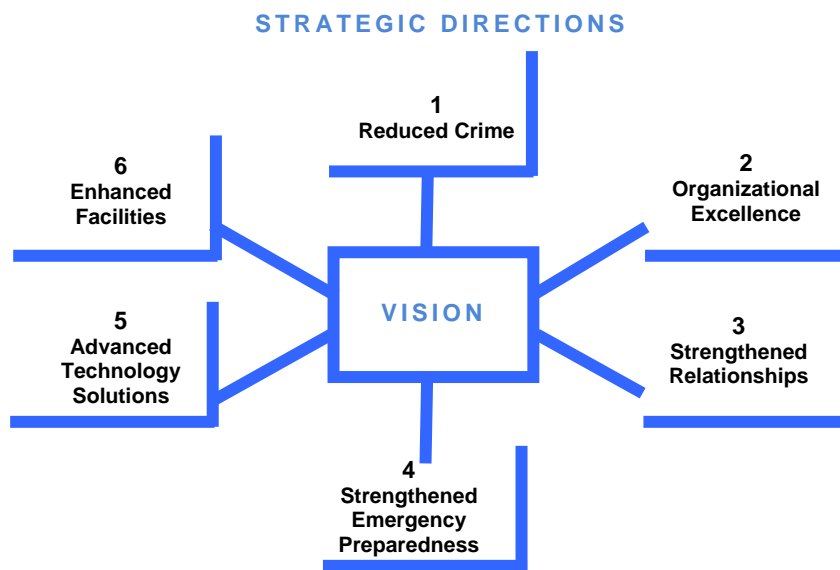 STRATEGIC DIRECTIONS
1
Reduced Crime
2
Organizational
Excellence
3
Strengthened
Relationships
4
Strengthened
Emergency
Preparedness
5
Advanced
Technology
Solutions
6
Enhanced
Facilities
VISION